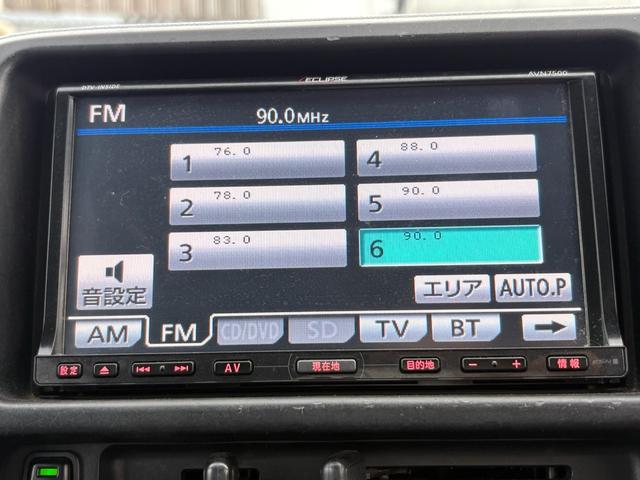 DTV-INSIDE
ECLIPSE
AVN7500
FM
90.0MHz
1 76.0
4 88.0
2 78.0
5 90.0
3 83.0
6 90.0
音設定
エリア
AUTO.P
AM
FM
CD/DVD
SD
TV
BT
設定
AV
現在地
目的地
情報